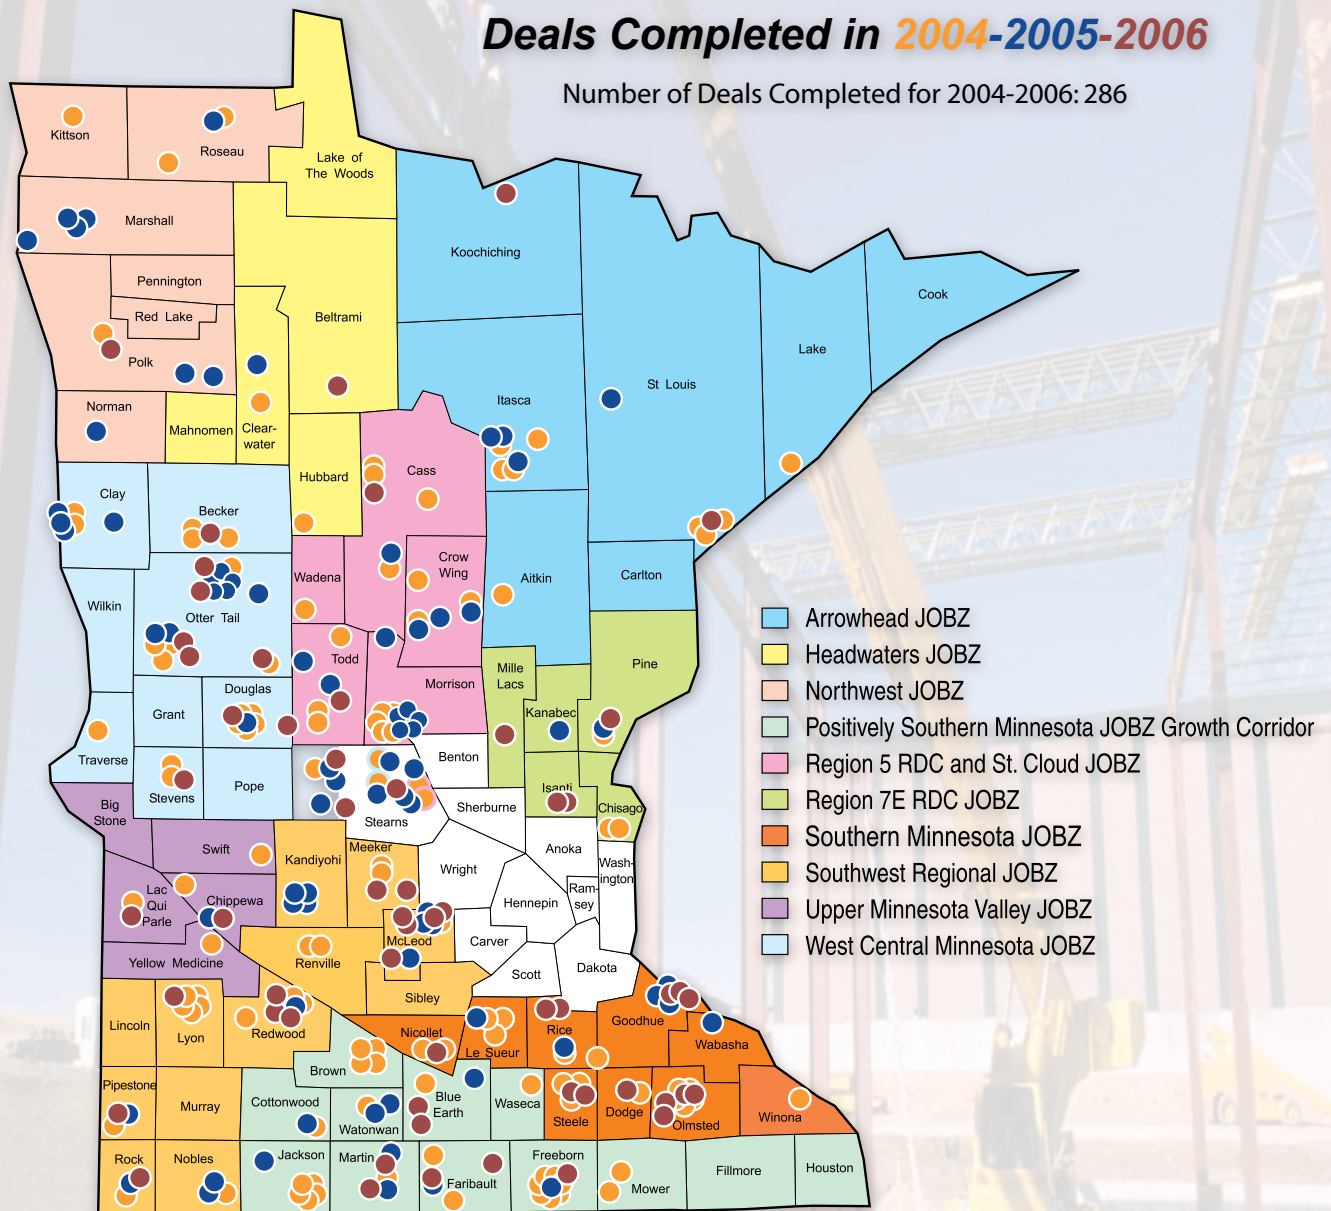 Deals Completed in 2004-2005-2006
Number of Deals Completed for 2004-2006: 286
Kittson
Roseau
Lake of
The Woods
Marshall
Koochiching
Pennington
Red Lake
Beltrami
Cook
Lake
Polk
St Louis
Itasca
Norman
Mahnomen
Clear-
water
Hubbard
Cass
Clay
Becker
Crow
Wing
Wadena
Aitkin
Carlton
Wilkin
Otter Tail
Todd
Mille
Lacs
Pine
Morrison
Kanabec
Douglas
Grant
Traverse
Benton
Pope
Stevens
Isanti
Chisago
Big
Stone
Sherburne
Stearns
Swift
Kandiyohi
Meeker
Anoka
Wash-
ington
Wright
Ram-
sey
Hennepin
Lac
Qui
Parle
Chippewa
McLeod
Carver
Yellow Medicine
Renville
Scott
Dakota
Sibley
Lincoln
Lyon
Redwood
Nicollet
Le Sueur
Rice
Goodhue
Wabasha
Brown
Pipestone
Murray
Cottonwood
Watonwan
Blue
Earth
Waseca
Steele
Dodge
Olmsted
Winona
Rock
Nobles
Jackson
Martin
Faribault
Freeborn
Mower
Fillmore
Houston
Arrowhead JOBZ
Headwaters JOBZ
Northwest JOBZ
Positively Southern Minnesota JOBZ Growth Corridor
Region 5 RDC and St. Cloud JOBZ
Region 7E RDC JOBZ
Southern Minnesota JOBZ
Southwest Regional JOBZ
Upper Minnesota Valley JOBZ
West Central Minnesota JOBZ